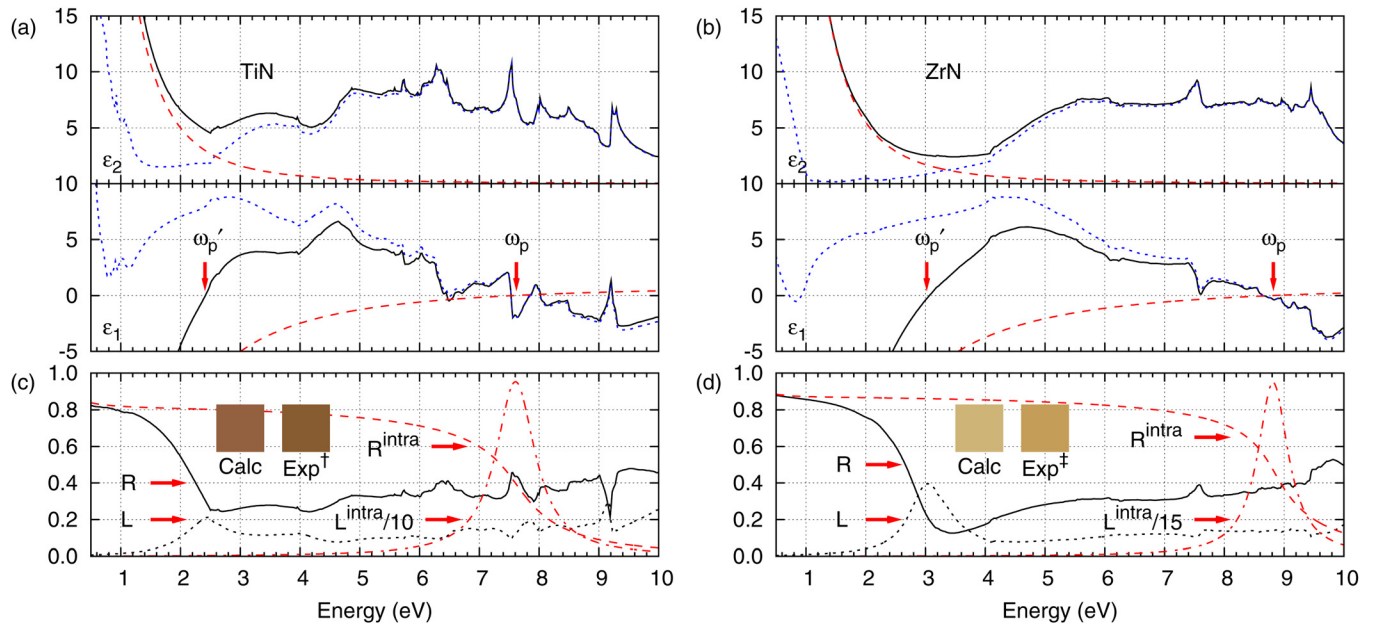 (a)
15
10
5
10
5
0
-5
TiN
ε2
ωp′
ωp
ε1
(b)
15
10
5
10
5
0
-5
ZrN
ε2
ωp′
ωp
ε1
(c)
1.0
0.8
0.6
0.4
0.2
0.0
Calc Exp†
R^intra
R
L
L^intra/10
1 2 3 4 5 6 7 8 9 10
Energy (eV)
(d)
1.0
0.8
0.6
0.4
0.2
0.0
Calc Exp‡
R^intra
R
L
L^intra/15
1 2 3 4 5 6 7 8 9 10
Energy (eV)